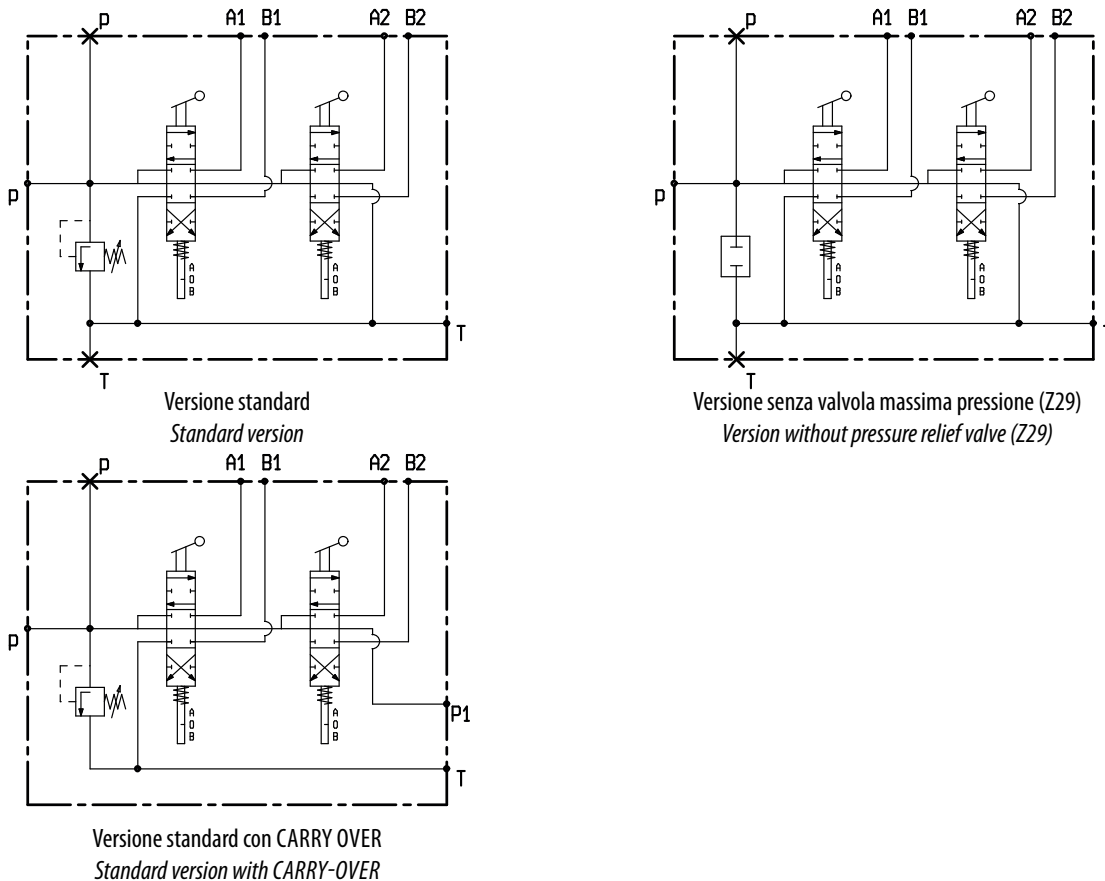 p A1 B1 A2 B2
p
A
0
B
A
0
B
T
T
Versione standard
Standard version
p A1 B1 A2 B2
p
A
0
B
A
0
B
T
Versione senza valvola massima pressione (Z29)
Version without pressure relief valve (Z29)
p A1 B1 A2 B2
p
A
0
B
A
0
B
P1
T
Versione standard con CARRY OVER
Standard version with CARRY-OVER